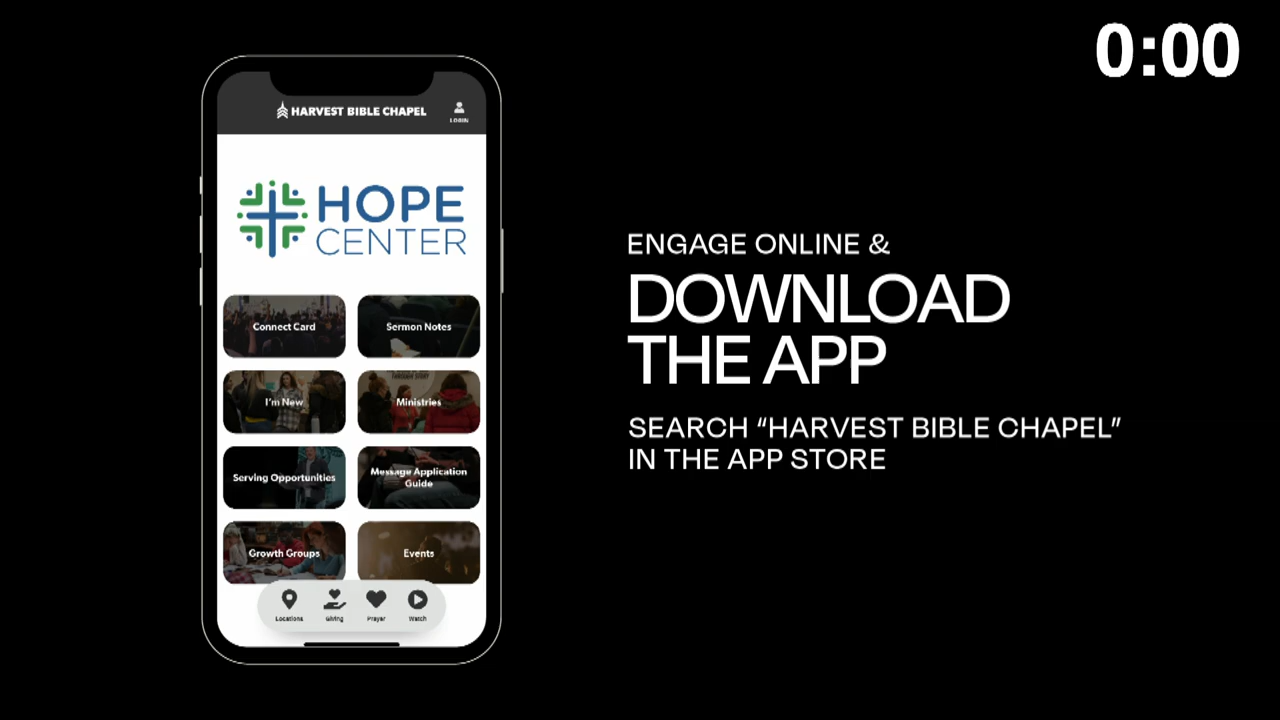 0:00
HARVEST BIBLE CHAPEL
LOGIN
HOPE
CENTER
Connect Card
Sermon Notes
I'm New
Ministries
Serving Opportunities
Message Application
Guide
Growth Groups
Events
Locations
Giving
Prayer
Watch
ENGAGE ONLINE &
DOWNLOAD
THE APP
SEARCH “HARVEST BIBLE CHAPEL”
IN THE APP STORE